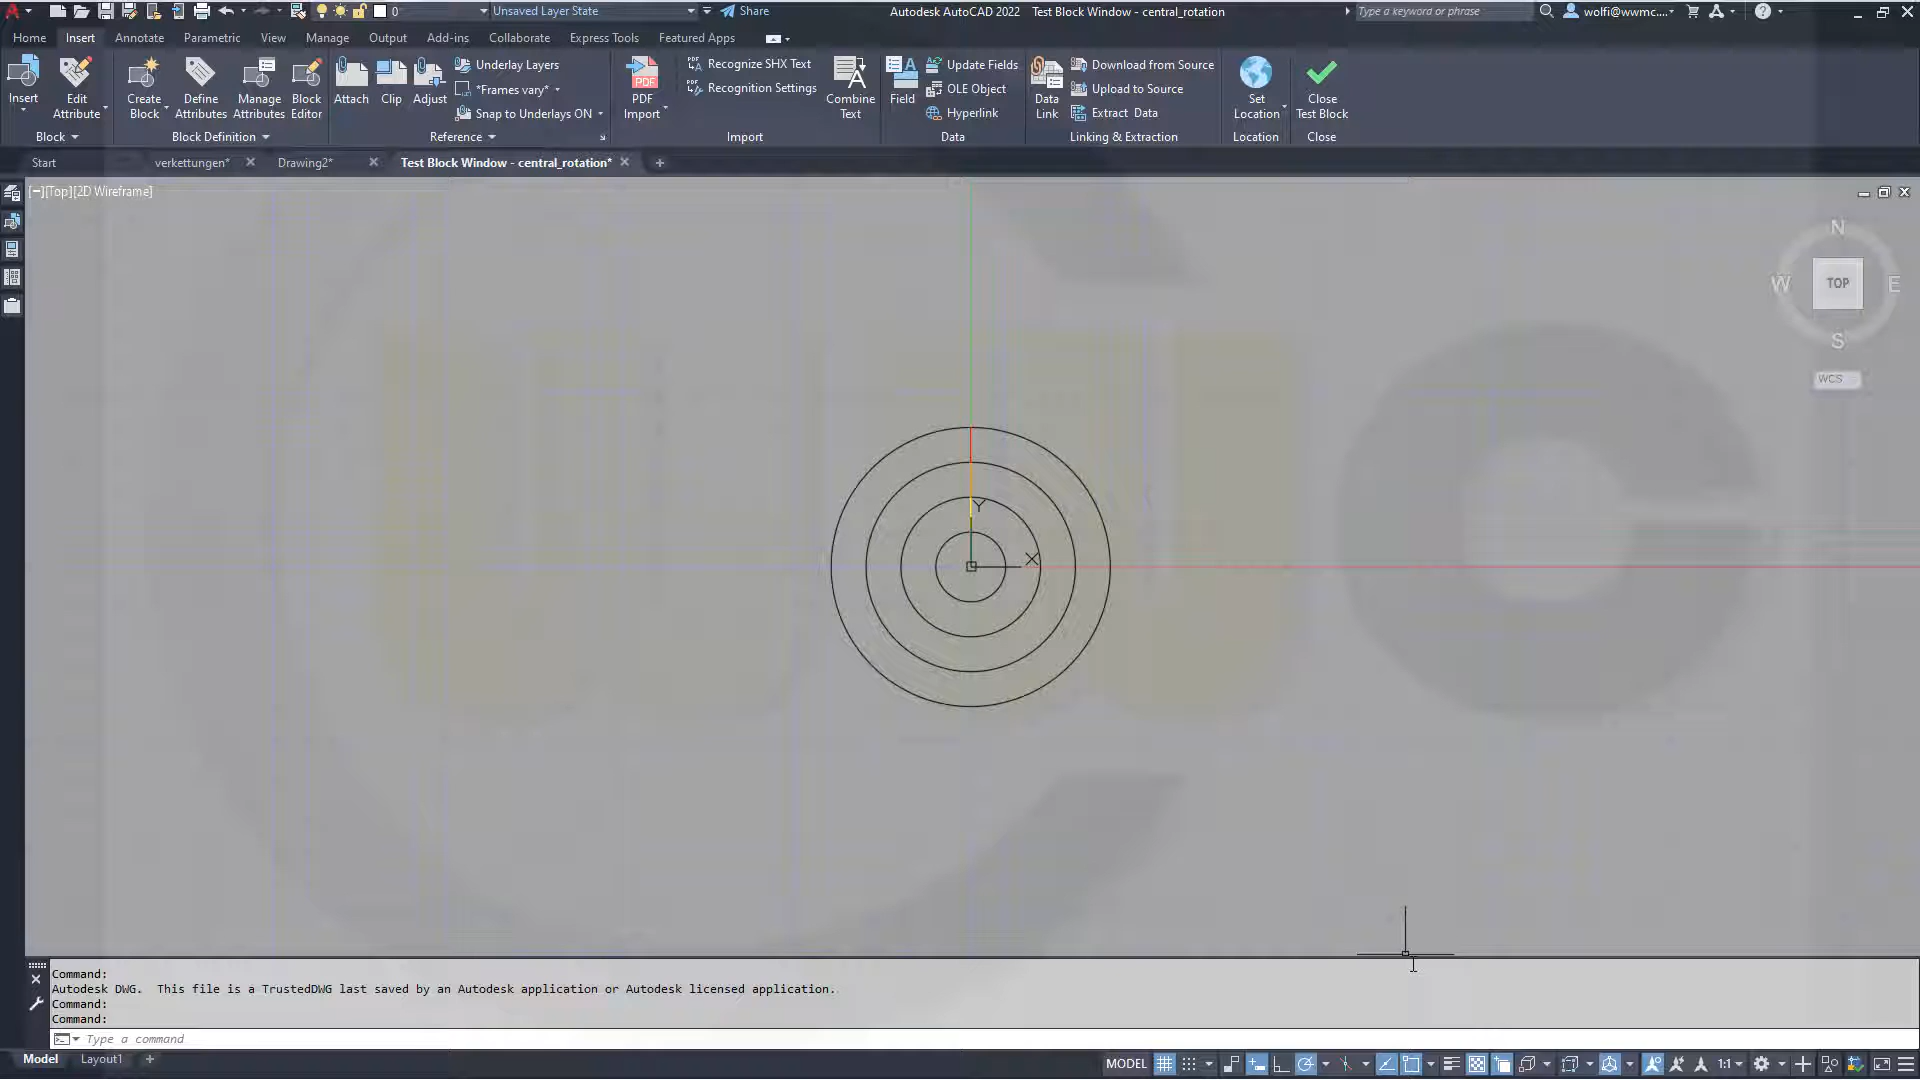 0
Unsaved Layer State
Share
Autodesk AutoCAD 2022 Test Block Window - central_rotation
Type a keyword or phrase
wolfi@wwmc....
Home Insert Annotate Parametric View Manage Output Add-ins Collaborate Express Tools Featured Apps
Insert
Edit Attribute
Create Block
Define Attributes
Manage Attributes
Block Editor
Attach
Clip
Adjust
Underlay Layers
*Frames vary*
Snap to Underlays ON
PDF
PDF Import
Recognize SHX Text
Recognition Settings
Combine Text
Field
Update Fields
OLE Object
Hyperlink
Data Link
Download from Source
Upload to Source
Extract Data
Set Location
Close Test Block
Block
Block Definition
Reference
Import
Data
Linking & Extraction
Location
Close
Start
verkettungen*
Drawing2*
Test Block Window - central_rotation*
[−][Top][2D Wireframe]
N
W
TOP
E
S
WCS
Y
X
Command:
Autodesk DWG. This file is a TrustedDWG last saved by an Autodesk application or Autodesk licensed application.
Command:
Command:
Type a command
Model
Layout1
MODEL
1:1